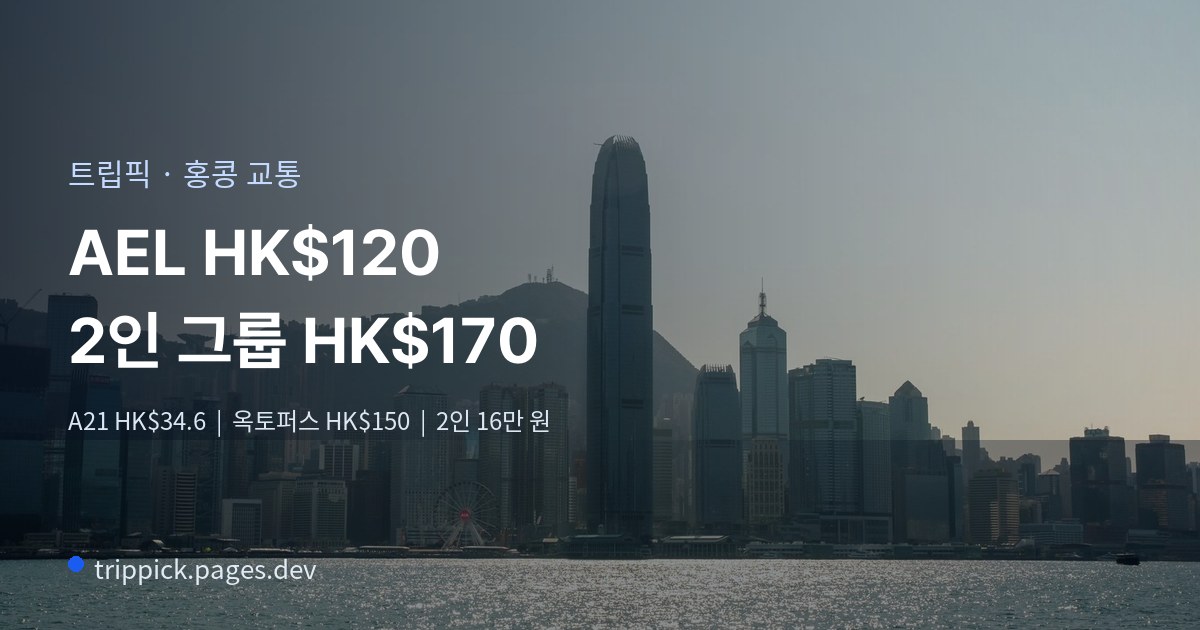 트립픽 · 홍콩 교통
AEL HK$120
2인 그룹 HK$170
A21 HK$34.6 | 옥토퍼스 HK$150 | 2인 16만 원
trippick.pages.dev